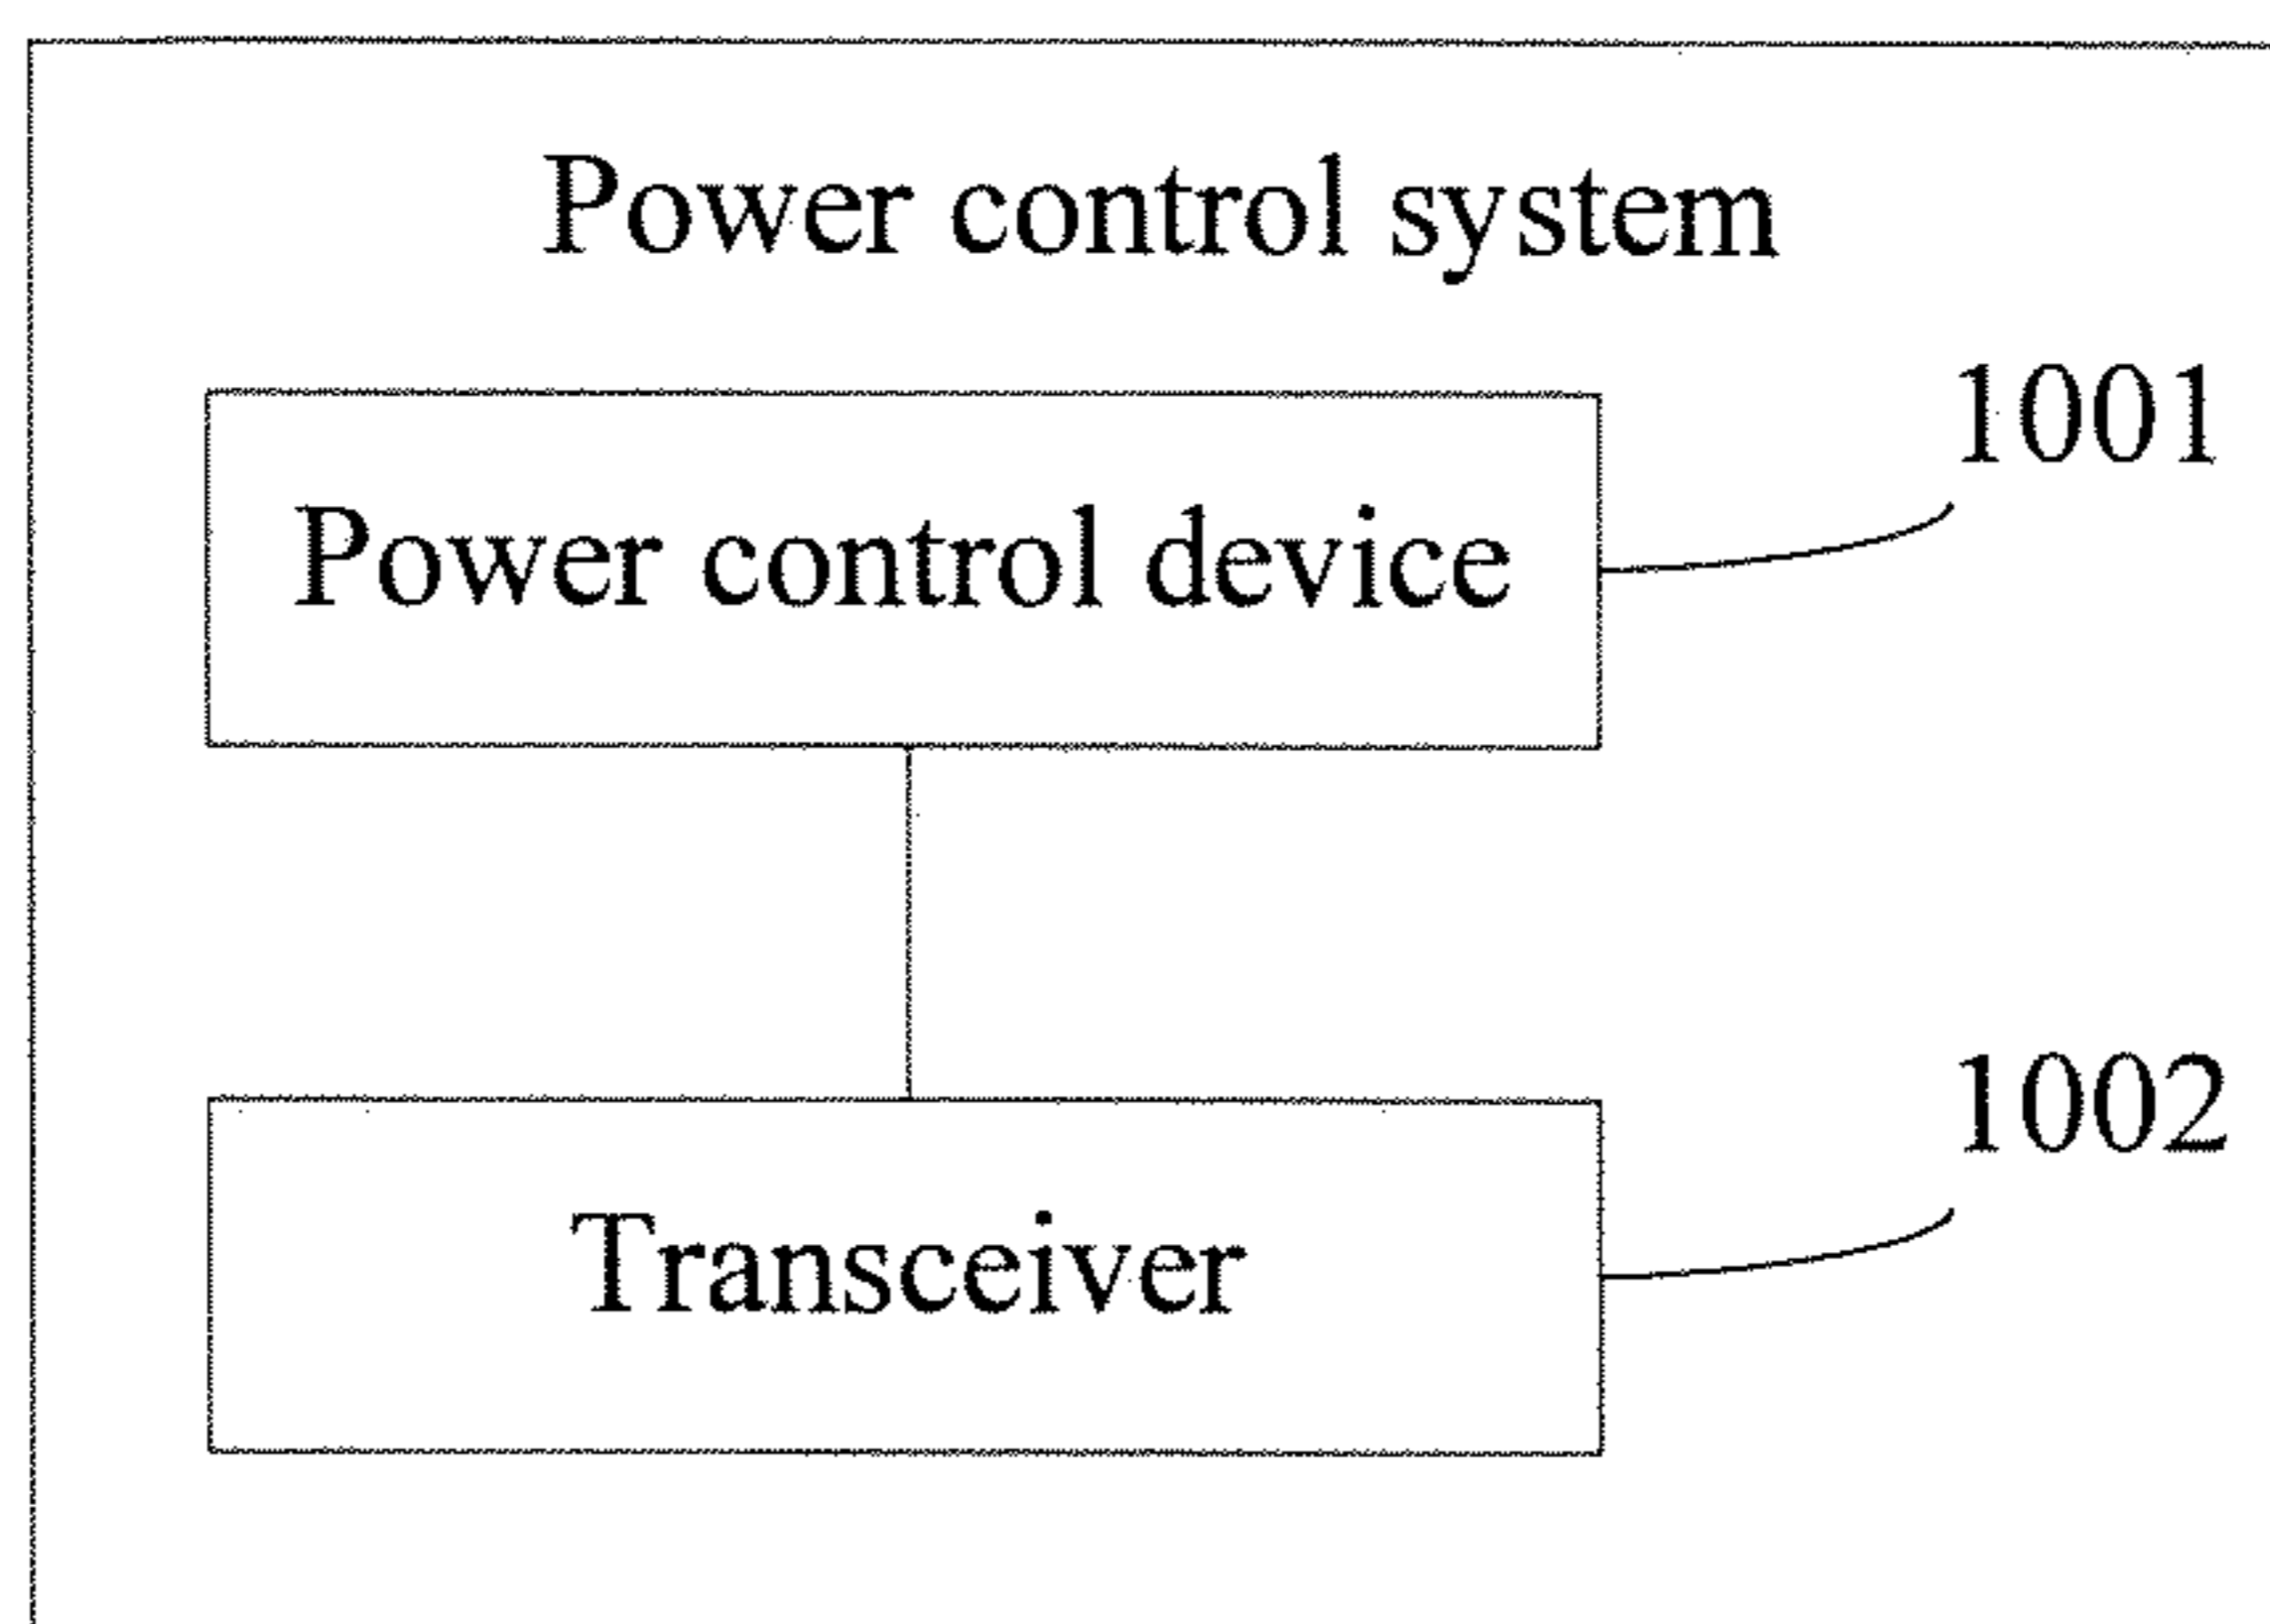 Power control system
1001
Power control device
1002
Transceiver